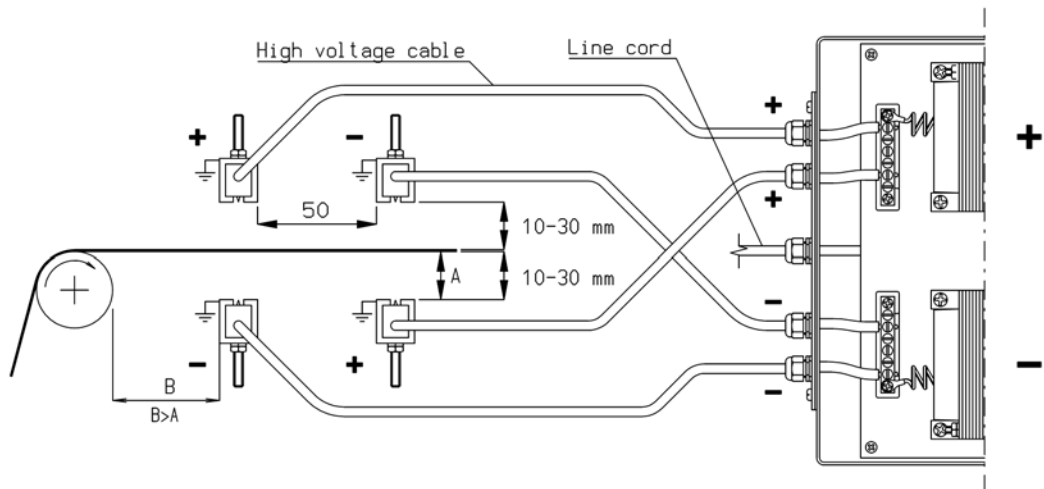 High voltage cable
Line cord
+
+ -
+
50
10-30 mm
+
A
10-30 mm
-
- +
-
-
B
B>A